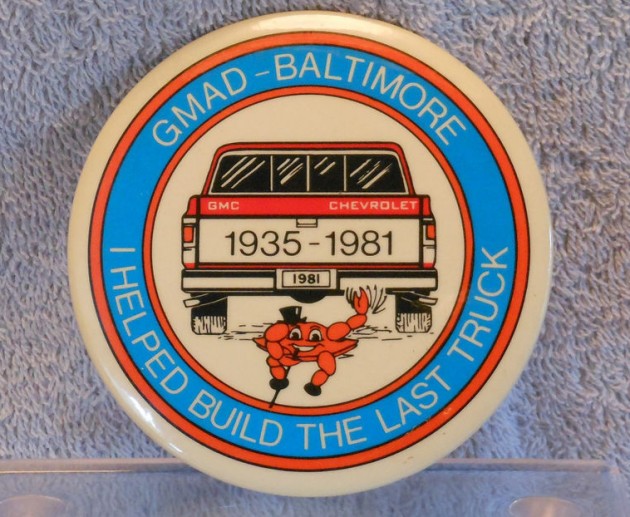 GMAD - BALTIMORE
GMC CHEVROLET
1935 - 1981
1981
I HELPED BUILD THE LAST TRUCK